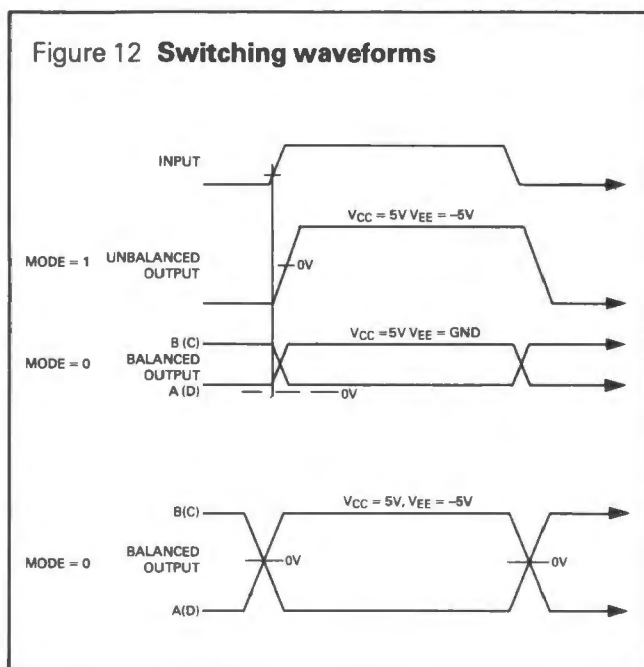 Figure 12 Switching waveforms
INPUT
VCC = 5V VEE = –5V
MODE = 1
UNBALANCED
OUTPUT
0V
B (C)
VCC = 5V VEE = GND
MODE = 0
BALANCED
OUTPUT
A (D)
0V
B(C)
VCC = 5V, VEE = –5V
MODE = 0
BALANCED
OUTPUT
0V
0V
A(D)